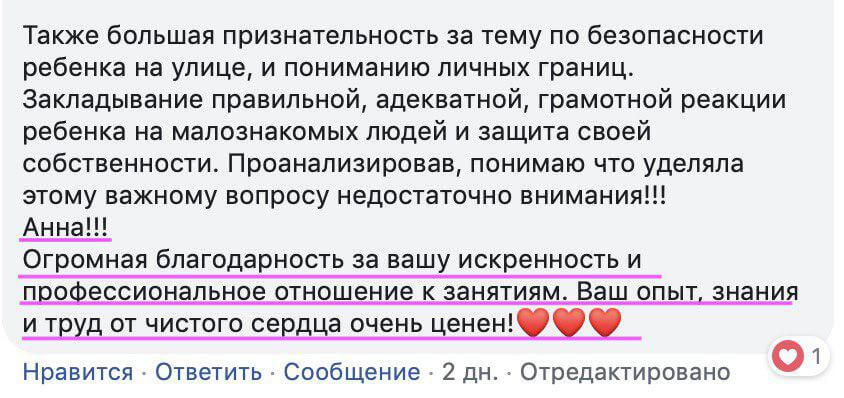 Также большая признательность за тему по безопасности
ребенка на улице, и пониманию личных границ.
Закладывание правильной, адекватной, грамотной реакции
ребенка на малознакомых людей и защита своей
собственности. Проанализировав, понимаю что уделяла
этому важному вопросу недостаточно внимания!!!
Анна!!!
Огромная благодарность за вашу искренность и
профессиональное отношение к занятиям. Ваш опыт, знания
и труд от чистого сердца очень ценен!❤️❤️❤️
1
Нравится · Ответить · Сообщение · 2 дн. · Отредактировано